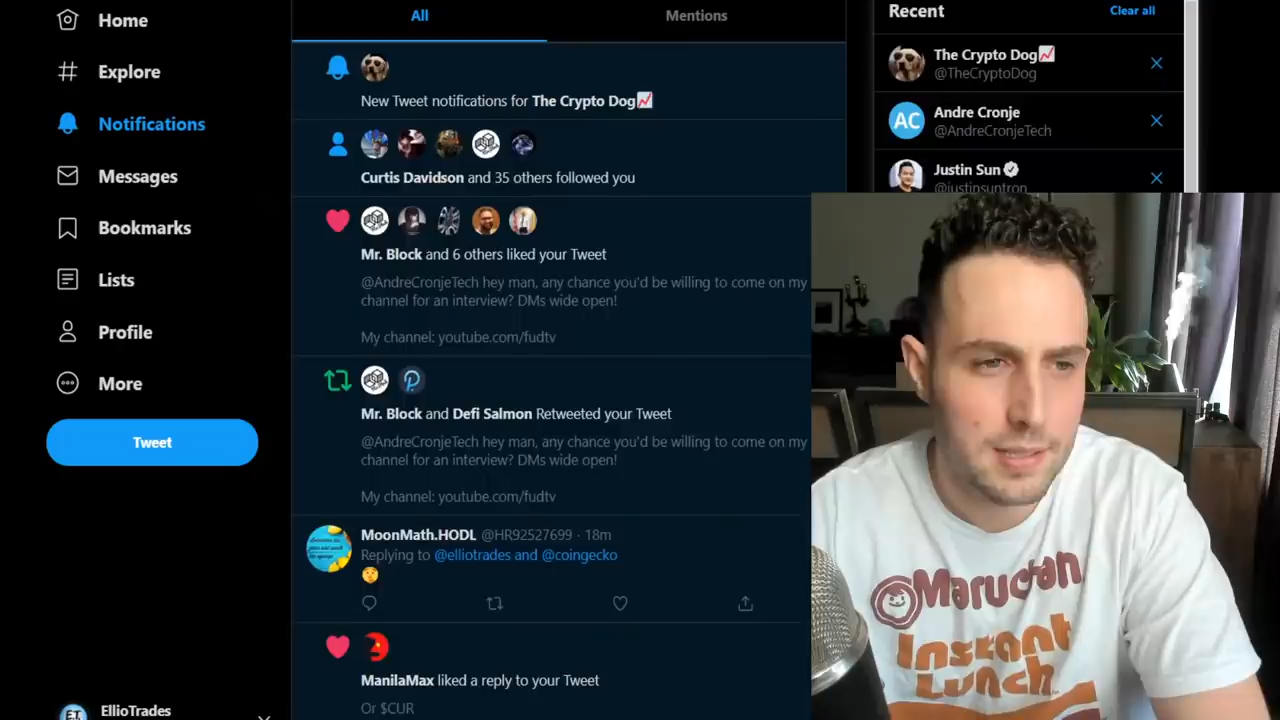 Home
Explore
Notifications
Messages
Bookmarks
Lists
Profile
More
Tweet
ET
EllioTrades
All
Mentions
New Tweet notifications for The Crypto Dog📈
Curtis Davidson and 35 others followed you
Mr. Block and 6 others liked your Tweet
@AndreCronjeTech hey man, any chance you'd be willing to come on my
channel for an interview? DMs wide open!
My channel: youtube.com/fudtv
Mr. Block and Defi Salmon Retweeted your Tweet
@AndreCronjeTech hey man, any chance you'd be willing to come on my
channel for an interview? DMs wide open!
My channel: youtube.com/fudtv
MoonMath.HODL @HR92527699 · 18m
Replying to @elliotrades and @coingecko
🤫
ManilaMax liked a reply to your Tweet
Or $CUR
Recent
Clear all
The Crypto Dog📈
@TheCryptoDog
AC
Andre Cronje
@AndreCronjeTech
Justin Sun
@justinsuntron
Maruchan
Instant
Lunch